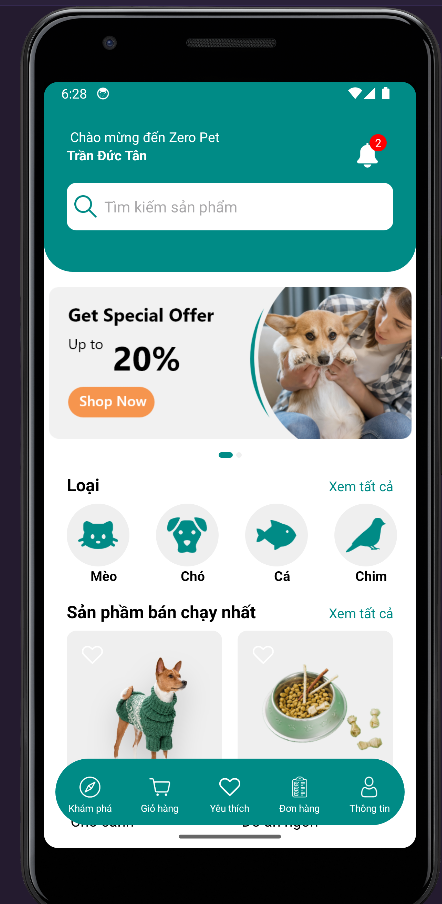 6:28
Chào mừng đến Zero Pet
Trần Đức Tân
2
Tìm kiếm sản phẩm
Get Special Offer
Up to 20%
Shop Now
Loại
Xem tất cả
Mèo
Chó
Cá
Chim
Sản phầm bán chạy nhất
Xem tất cả
Khám phá
Giỏ hàng
Yêu thích
Đơn hàng
Thông tin